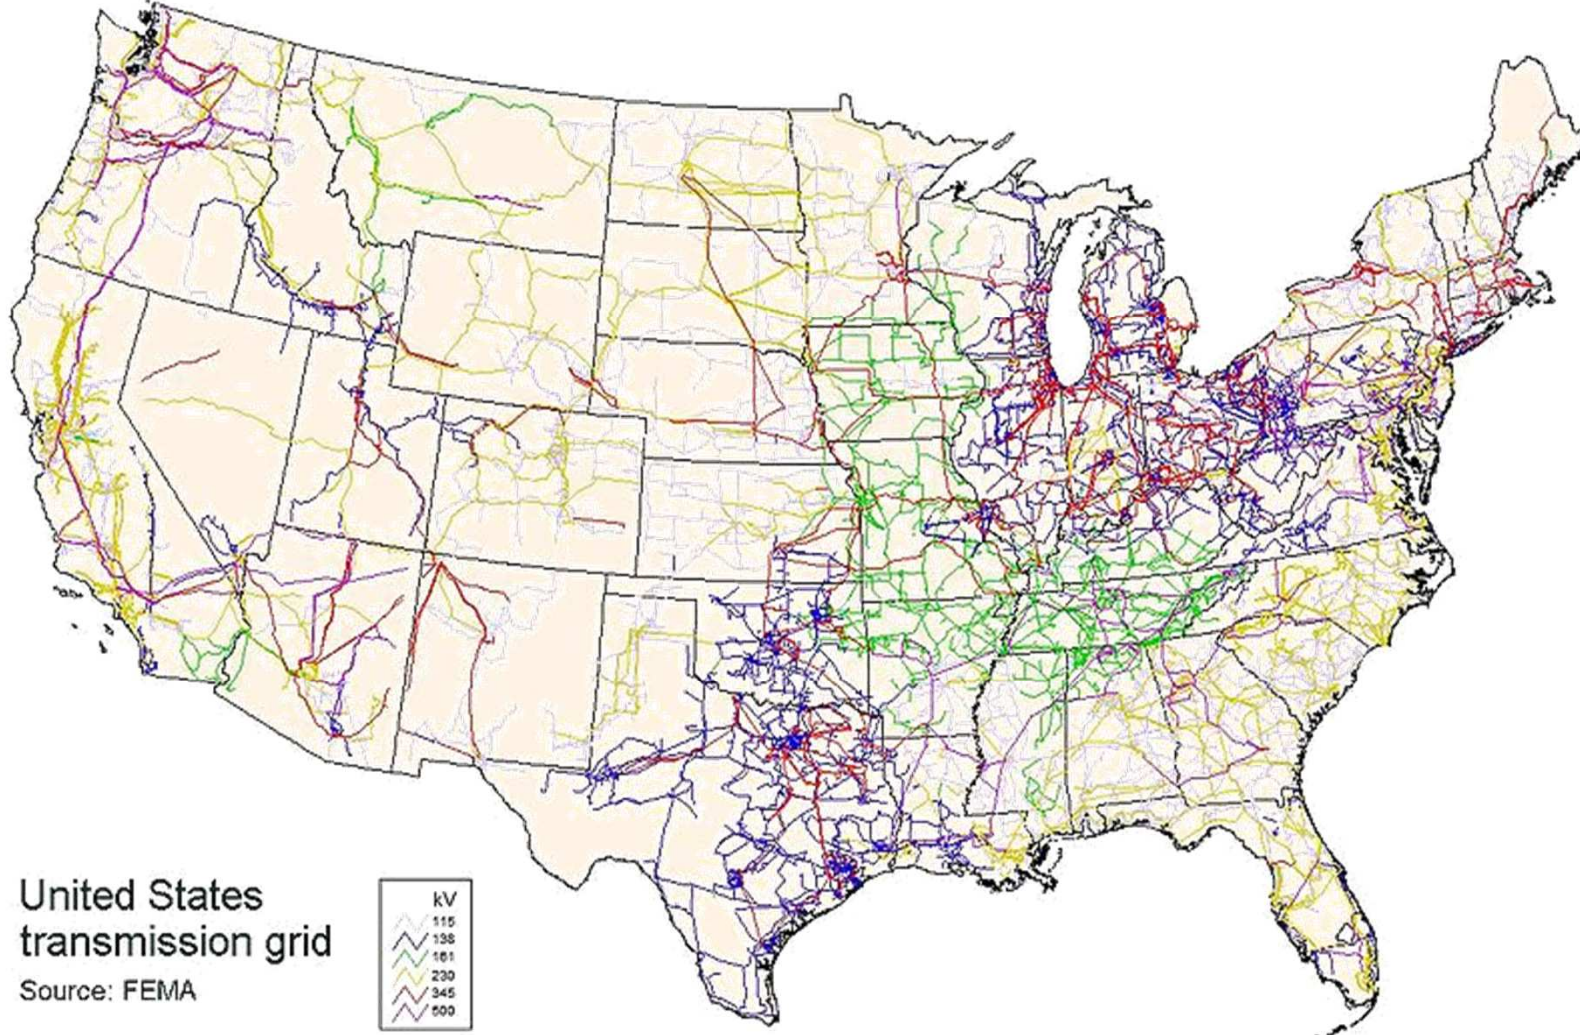 United States
transmission grid
Source: FEMA
kV
115
138
161
230
345
500